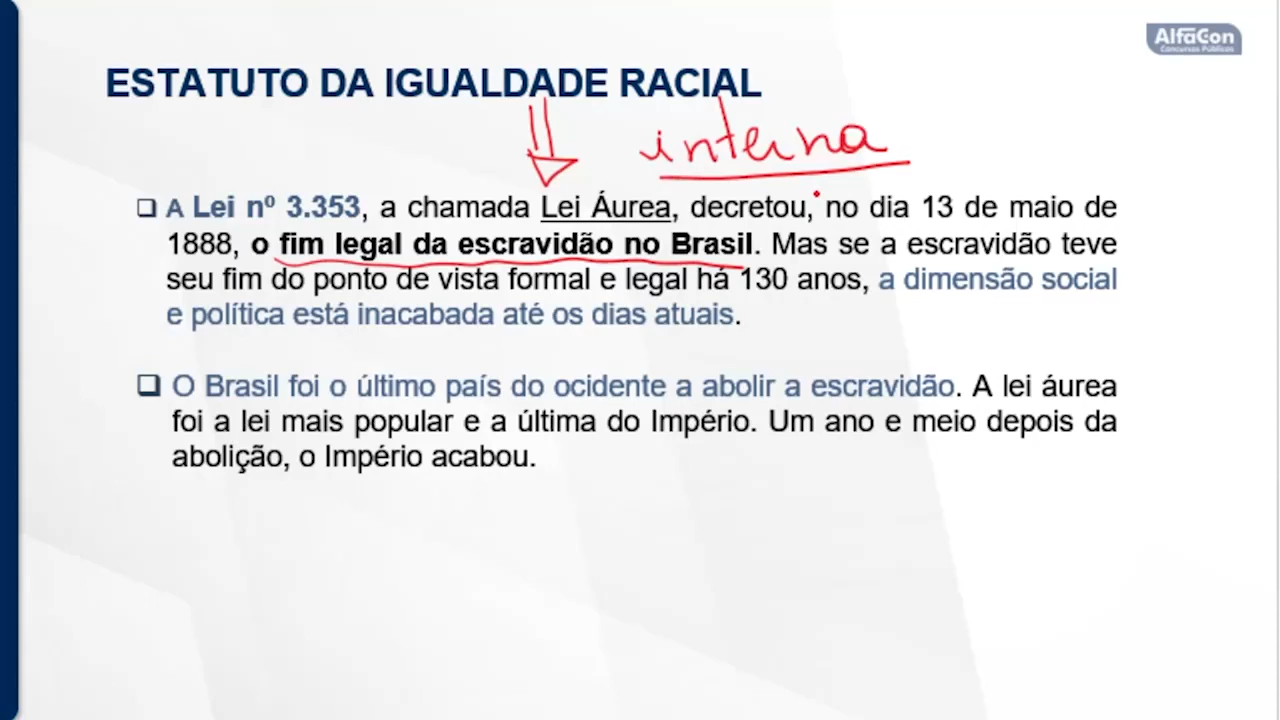 AlfaCon
Concursos Públicos
ESTATUTO DA IGUALDADE RACIAL
interna
A Lei nº 3.353, a chamada Lei Áurea, decretou, no dia 13 de maio de
1888, o fim legal da escravidão no Brasil. Mas se a escravidão teve
seu fim do ponto de vista formal e legal há 130 anos, a dimensão social
e política está inacabada até os dias atuais.
O Brasil foi o último país do ocidente a abolir a escravidão. A lei áurea
foi a lei mais popular e a última do Império. Um ano e meio depois da
abolição, o Império acabou.